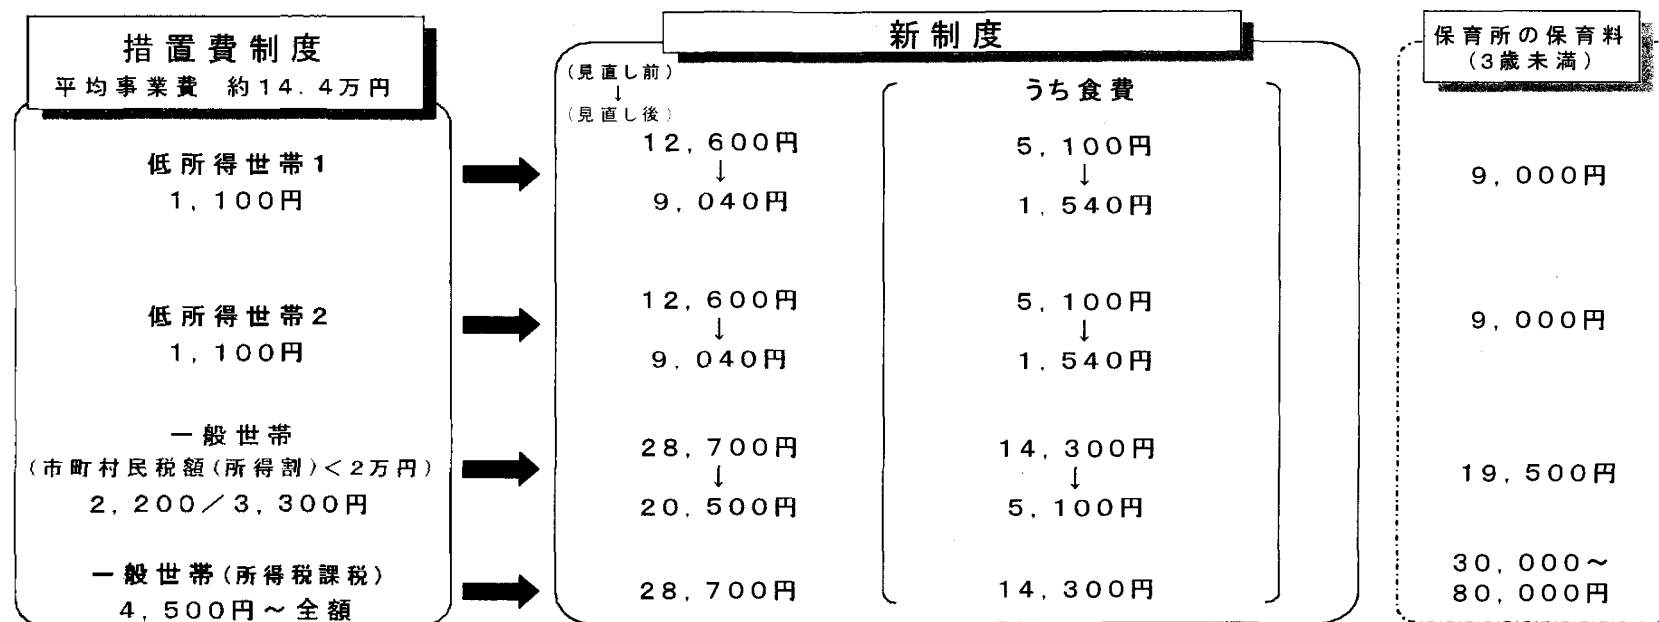 措置費制度
平均事業費 約14.4万円
低所得世帯1
1,100円
低所得世帯2
1,100円
一般世帯
(市町村民税額(所得割)<2万円)
2,200/3,300円
一般世帯(所得税課税)
4,500円~全額
新制度
(見直し前)
↓
(見直し後)
うち食費
12,600円
↓
9,040円
5,100円
↓
1,540円
12,600円
↓
9,040円
5,100円
↓
1,540円
28,700円
↓
20,500円
14,300円
↓
5,100円
28,700円
14,300円
保育所の保育料
(3歳未満)
9,000円
9,000円
19,500円
30,000~
80,000円